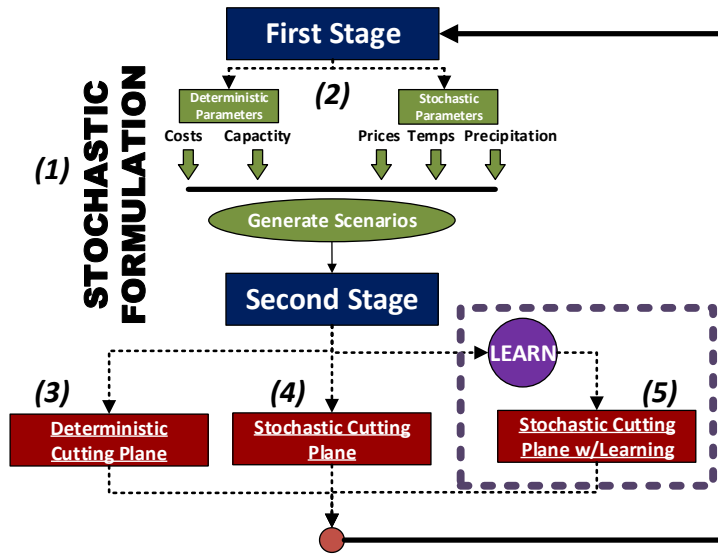 First Stage
(2)
Deterministic
Parameters
Stochastic
Parameters
Costs Capactity Prices Temps Precipitation
(1)
STOCHASTIC
FORMULATION
Generate Scenarios
Second Stage
LEARN
(3)
(4)
(5)
Deterministic
Cutting Plane
Stochastic Cutting
Plane
Stochastic Cutting
Plane w/Learning